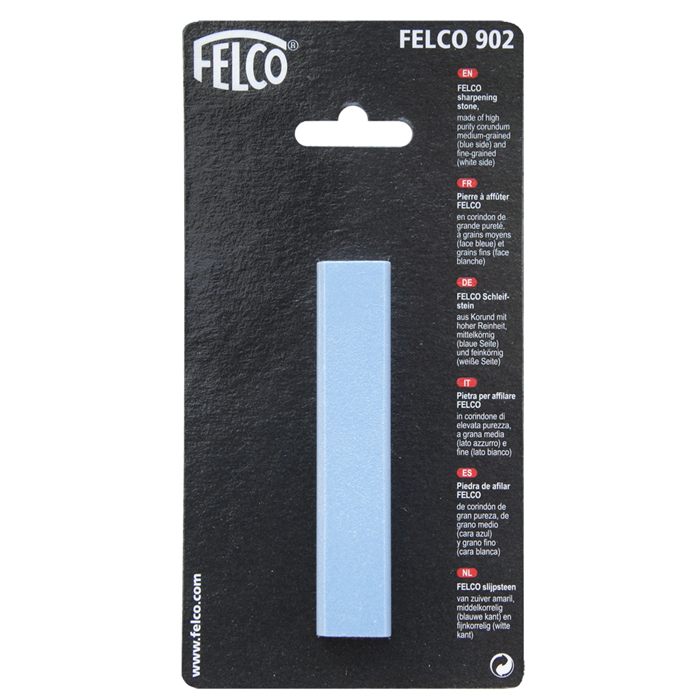 FELCO®
FELCO 902
EN
FELCO
sharpening
stone,
made of high
purity corundum
medium-grained
(blue side) and
fine-grained
(white side)
FR
Pierre à affûter
FELCO
en corindon de
grande pureté,
à grains moyens
(face bleue) et
grains fins (face
blanche)
DE
FELCO Schleif-
stein
aus Korund mit
hoher Reinheit,
mittelkörnig
(blaue Seite)
und feinkörnig
(weiße Seite)
IT
Pietra per affilare
FELCO
in corindone di
elevata purezza,
a grana media
(lato azzurro) e
fine (lato bianco)
ES
Piedra de afilar
FELCO
de corindón de
gran pureza, de
grano medio
(cara azul)
y grano fino
(cara blanca)
NL
FELCO slijpsteen
van zuiver amaril,
middelkorrelig
(blauwe kant) en
fijnkorrelig (witte
kant)
www.felco.com